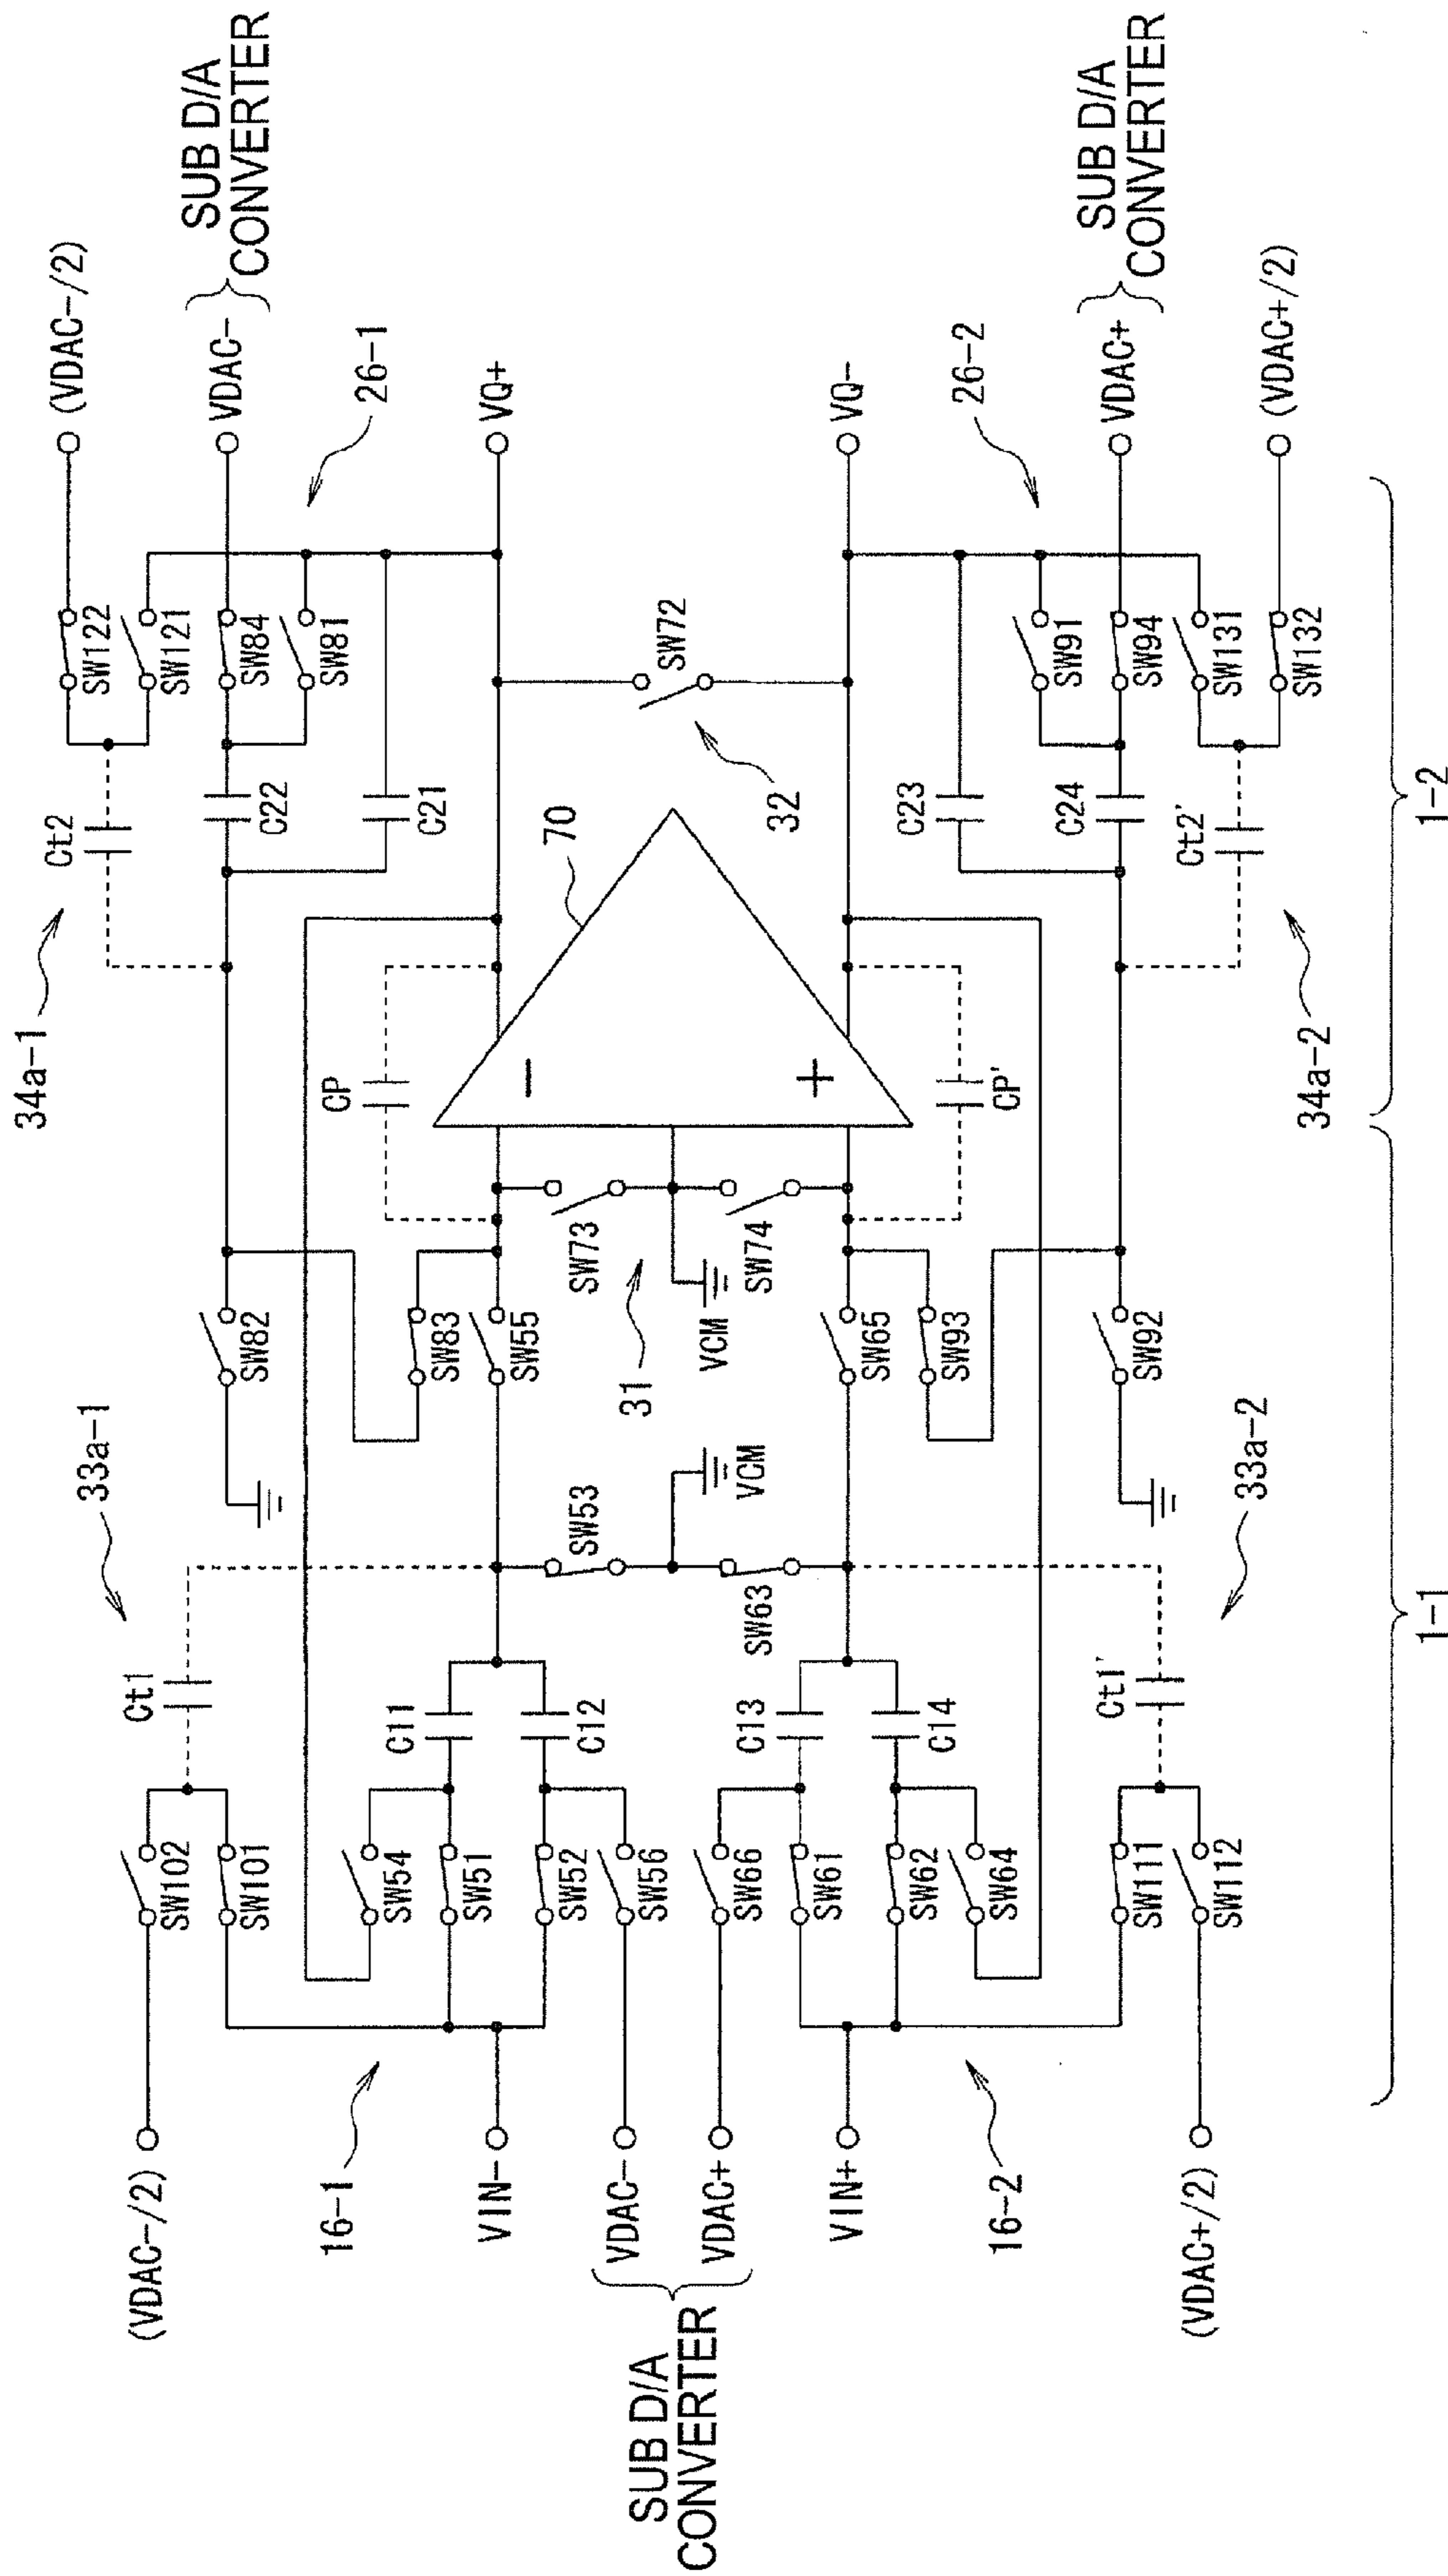 34a-1
Ct2
SW122
SW121
(VDAC-/2)
SUB D/A
CONVERTER
VDAC-
SW84
SW81
C22
C21
26-1
VQ+
33a-1
Ct1
SW102
SW101
(VDAC-/2)
SW82
SW83
SW55
CP
70
SW54
SW51
C11
C12
SW52
SW56
16-1
VIN-
SW53
VCM
31
SW73
SW74
VCM
SW72
32
SUB D/A
CONVERTER
VDAC-
VDAC+
SW66
SW61
C13
SW63
SW65
SW93
−
+
CP'
C14
SW62
SW64
VIN+
16-2
VQ-
26-2
C23
C24
SW91
SW94
VDAC+
SUB D/A
CONVERTER
SW92
Ct1'
SW111
SW112
(VDAC+/2)
33a-2
Ct2'
SW131
SW132
(VDAC+/2)
34a-2
1-1
1-2